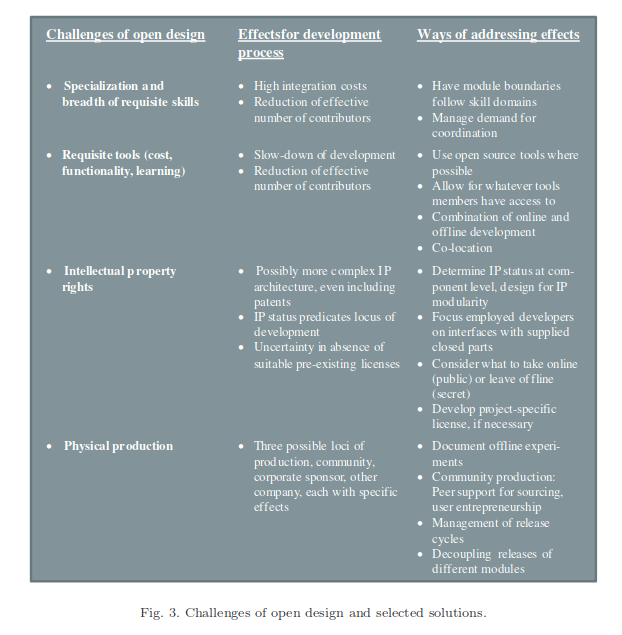 Challenges of open design
Effectsfor development
process
Ways of addressing effects
• Specialization and
breadth of requisite skills
• High integration costs
• Reduction of effective
number of contributors
• Have module boundaries
follow skill domains
• Manage demand for
coordination
• Requisite tools (cost,
functionality, learning)
• Slow-down of development
• Reduction of effective
number of contributors
• Use open source tools where
possible
• Allow for whatever tools
members have access to
• Combination of online and
offline development
• Co-location
• Intellectual property
rights
• Possibly more complex IP
architecture, even including
patents
• IP status predicates locus of
development
• Uncertainty in absence of
suitable pre-existing licenses
• Determine IP status at com-
ponent level, design for IP
modularity
• Focus employed developers
on interfaces with supplied
closed parts
• Consider what to take online
(public) or leave offline
(secret)
• Develop project-specific
license, if necessary
• Physical production
• Three possible loci of
production, community,
corporate sponsor, other
company, each with specific
effects
• Document offline experi-
ments
• Community production:
Peer support for sourcing,
user entrepreneurship
• Management of release
cycles
• Decoupling releases of
different modules
Fig. 3. Challenges of open design and selected solutions.